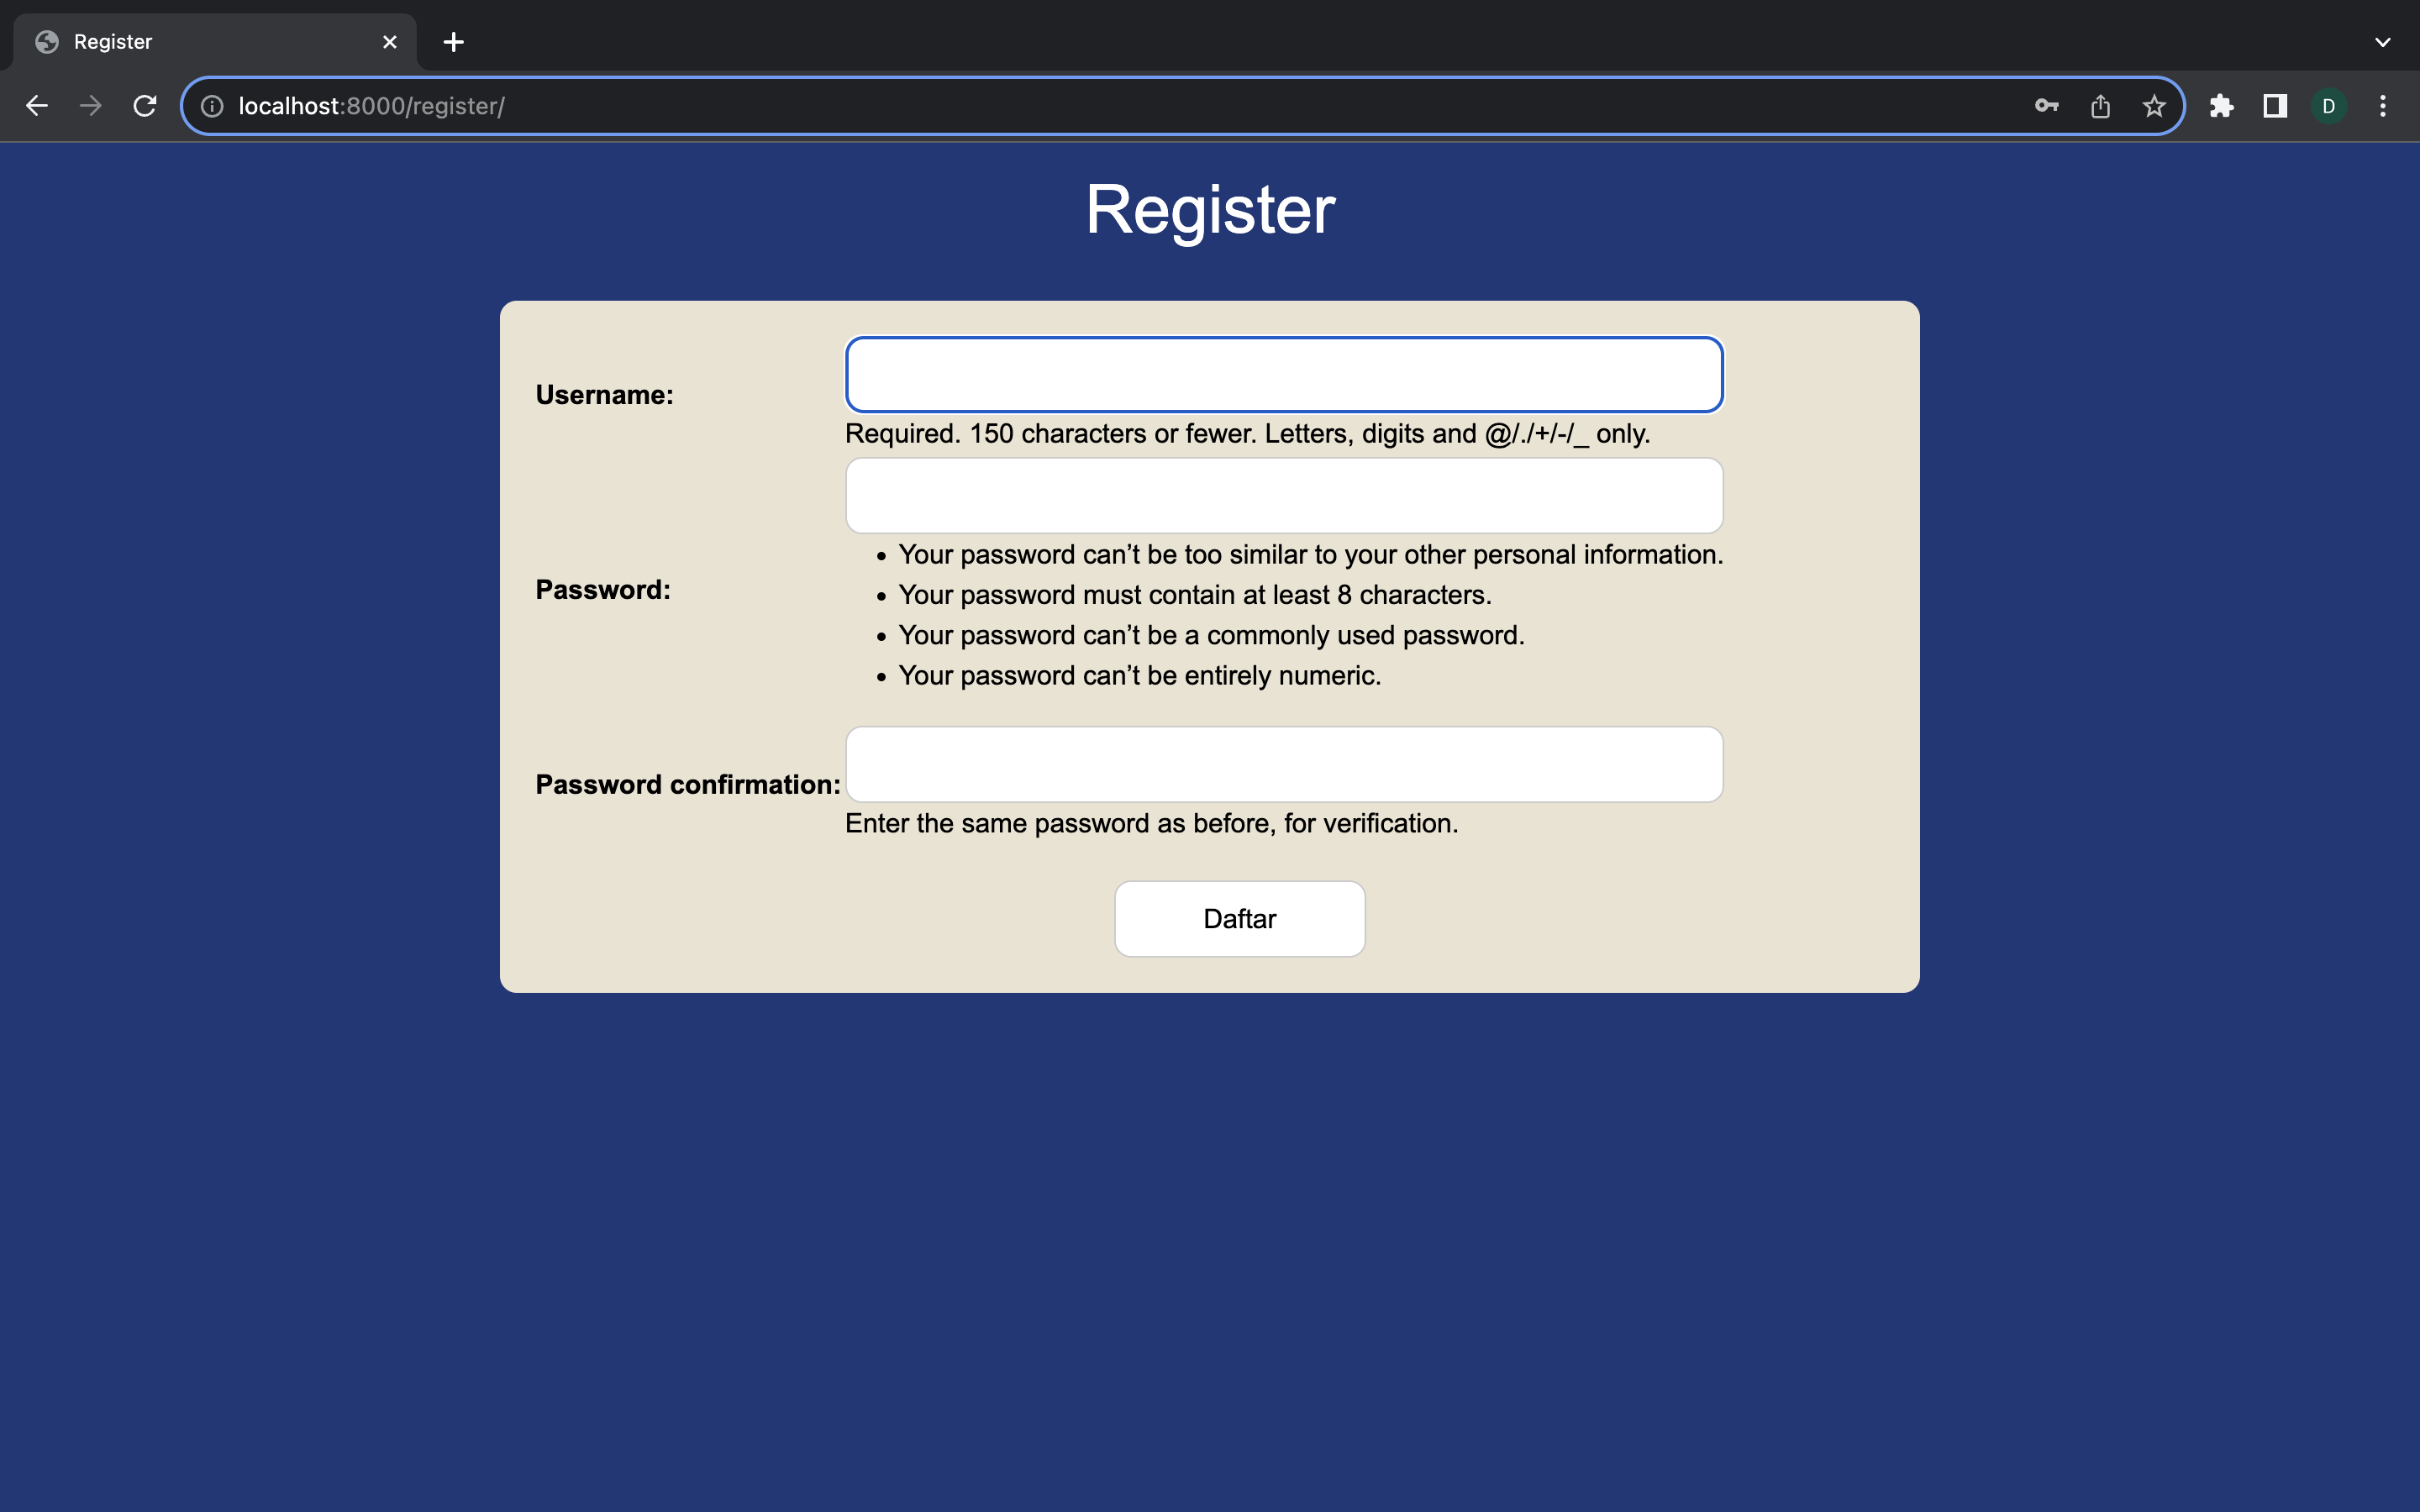 Register
localhost:8000/register/
D
Register
Username:
Required. 150 characters or fewer. Letters, digits and @/./+/-/_ only.
Password:
• Your password can’t be too similar to your other personal information.
• Your password must contain at least 8 characters.
• Your password can’t be a commonly used password.
• Your password can’t be entirely numeric.
Password confirmation:
Enter the same password as before, for verification.
Daftar